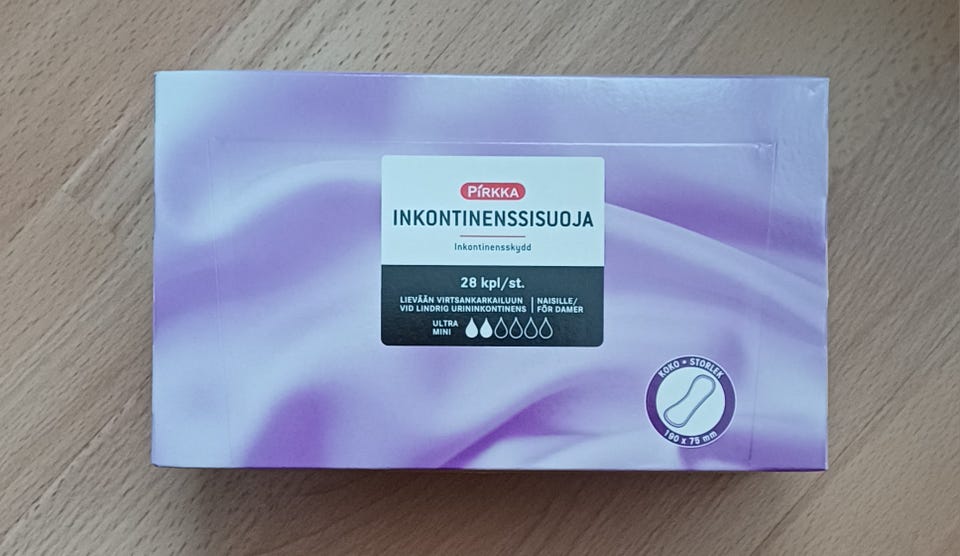 PIRKKA
INKONTINENSSISUOJA
Inkontinensskydd
28 kpl/st.
LIEVÄÄN VIRTSANKARKAILUUN | NAISILLE/
VID LINDRIG URININKONTINENS | FÖR DAMER
ULTRA
MINI
KOKO • STORLEK
190 x 75 mm